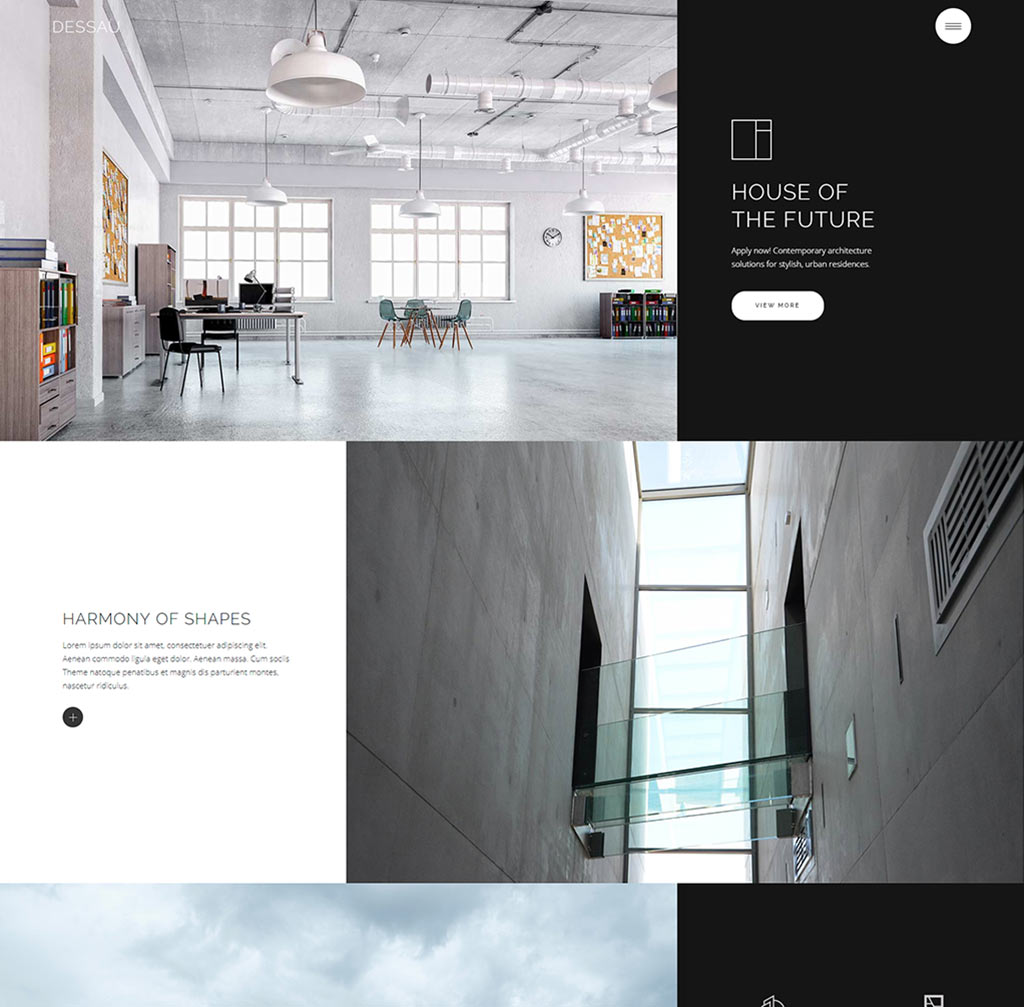 DESSAU
HOUSE OF
THE FUTURE
Apply now! Contemporary architecture
solutions for stylish, urban residences.
VIEW MORE
HARMONY OF SHAPES
Lorem ipsum dolor sit amet, consectetuer adipiscing elit.
Aenean commodo ligula eget dolor. Aenean massa. Cum sociis
Theme natoque penatibus et magnis dis parturient montes,
nascetur ridiculus.